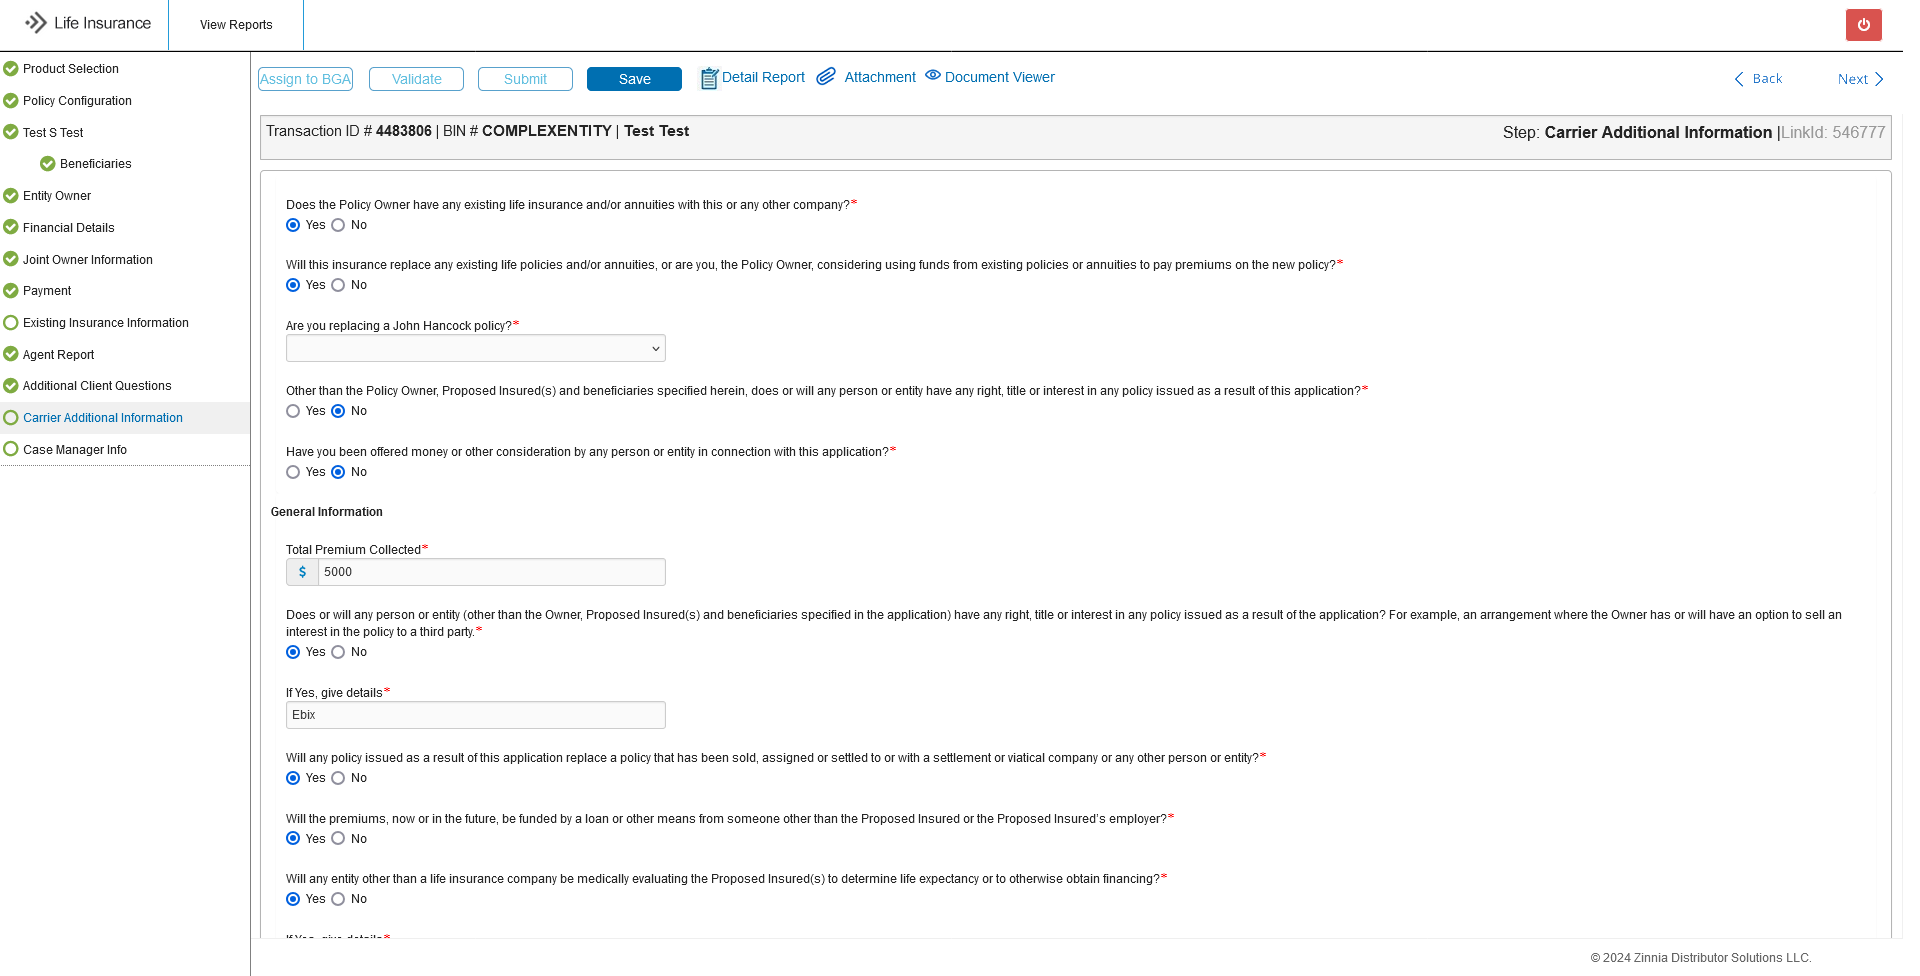 Life Insurance
View Reports
Product Selection
Policy Configuration
Test S Test
Beneficiaries
Entity Owner
Financial Details
Joint Owner Information
Payment
Existing Insurance Information
Agent Report
Additional Client Questions
Carrier Additional Information
Case Manager Info
Assign to BGA Validate Submit Save Detail Report Attachment Document Viewer Back Next
Transaction ID # 4483806 | BIN # COMPLEXENTITY | Test Test
Step: Carrier Additional Information |LinkId: 546777
Does the Policy Owner have any existing life insurance and/or annuities with this or any other company?*
Yes No
Will this insurance replace any existing life policies and/or annuities, or are you, the Policy Owner, considering using funds from existing policies or annuities to pay premiums on the new policy?*
Yes No
Are you replacing a John Hancock policy?*
Other than the Policy Owner, Proposed Insured(s) and beneficiaries specified herein, does or will any person or entity have any right, title or interest in any policy issued as a result of this application?*
Yes No
Have you been offered money or other consideration by any person or entity in connection with this application?*
Yes No
General Information
Total Premium Collected*
$ 5000
Does or will any person or entity (other than the Owner, Proposed Insured(s) and beneficiaries specified in the application) have any right, title or interest in any policy issued as a result of the application? For example, an arrangement where the Owner has or will have an option to sell an
interest in the policy to a third party.*
Yes No
If Yes, give details*
Ebix
Will any policy issued as a result of this application replace a policy that has been sold, assigned or settled to or with a settlement or viatical company or any other person or entity?*
Yes No
Will the premiums, now or in the future, be funded by a loan or other means from someone other than the Proposed Insured or the Proposed Insured's employer?*
Yes No
Will any entity other than a life insurance company be medically evaluating the Proposed Insured(s) to determine life expectancy or to otherwise obtain financing?*
Yes No
If Yes, give details*
© 2024 Zinnia Distributor Solutions LLC.